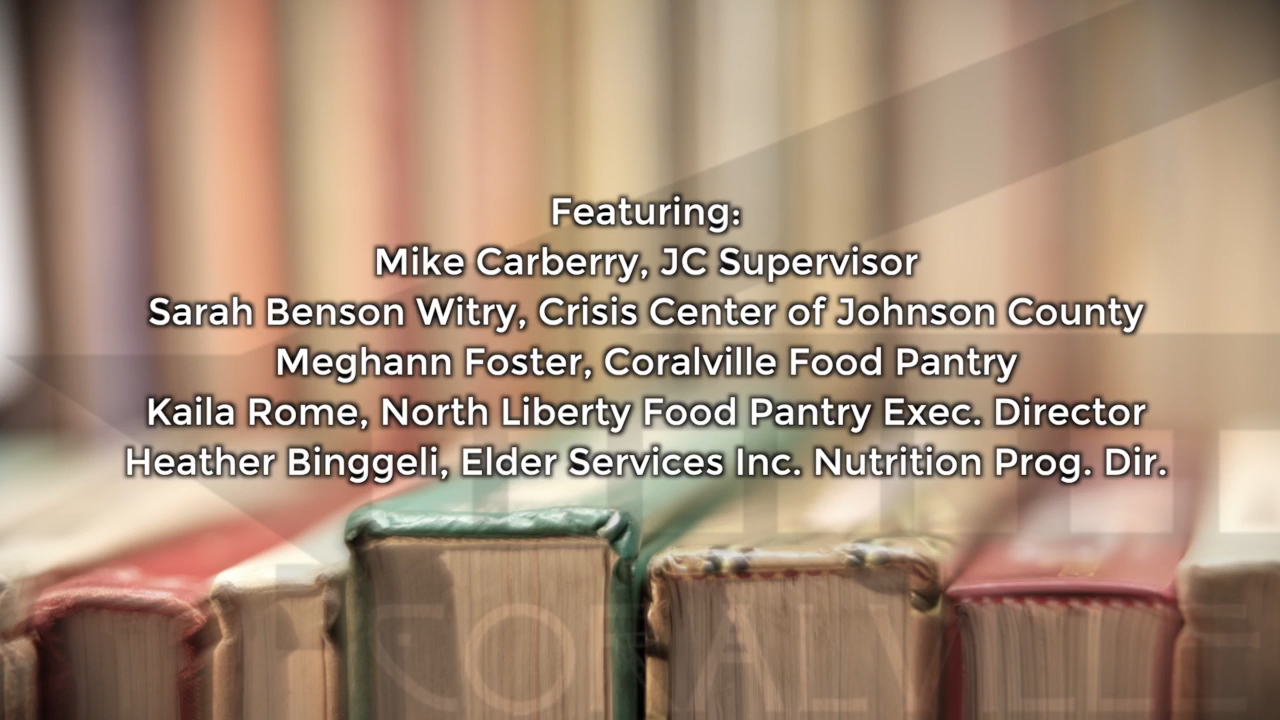 Featuring:
Mike Carberry, JC Supervisor
Sarah Benson Witry, Crisis Center of Johnson County
Meghann Foster, Coralville Food Pantry
Kaila Rome, North Liberty Food Pantry Exec. Director
Heather Binggeli, Elder Services Inc. Nutrition Prog. Dir.
CORALVILLE